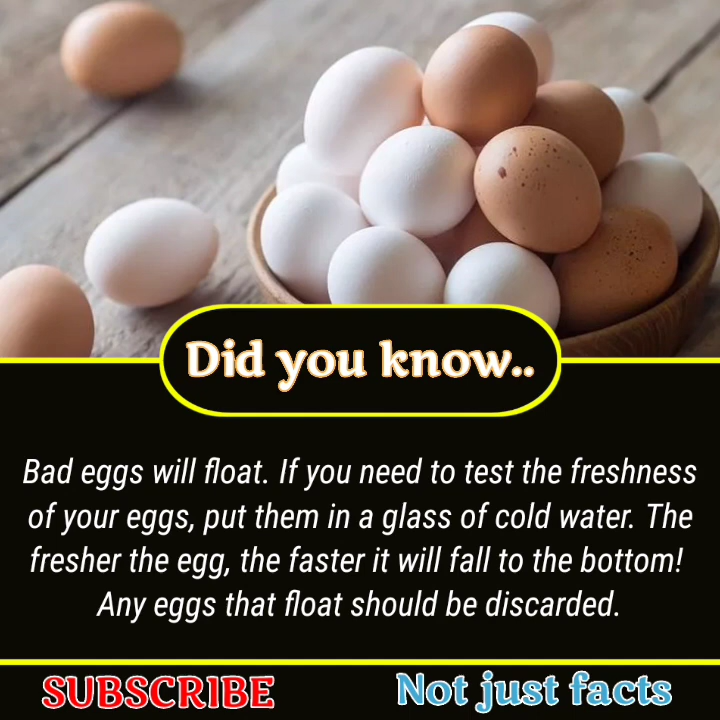 Did you know..
Bad eggs will float. If you need to test the freshness
of your eggs, put them in a glass of cold water. The
fresher the egg, the faster it will fall to the bottom!
Any eggs that float should be discarded.
SUBSCRIBE
Not just facts